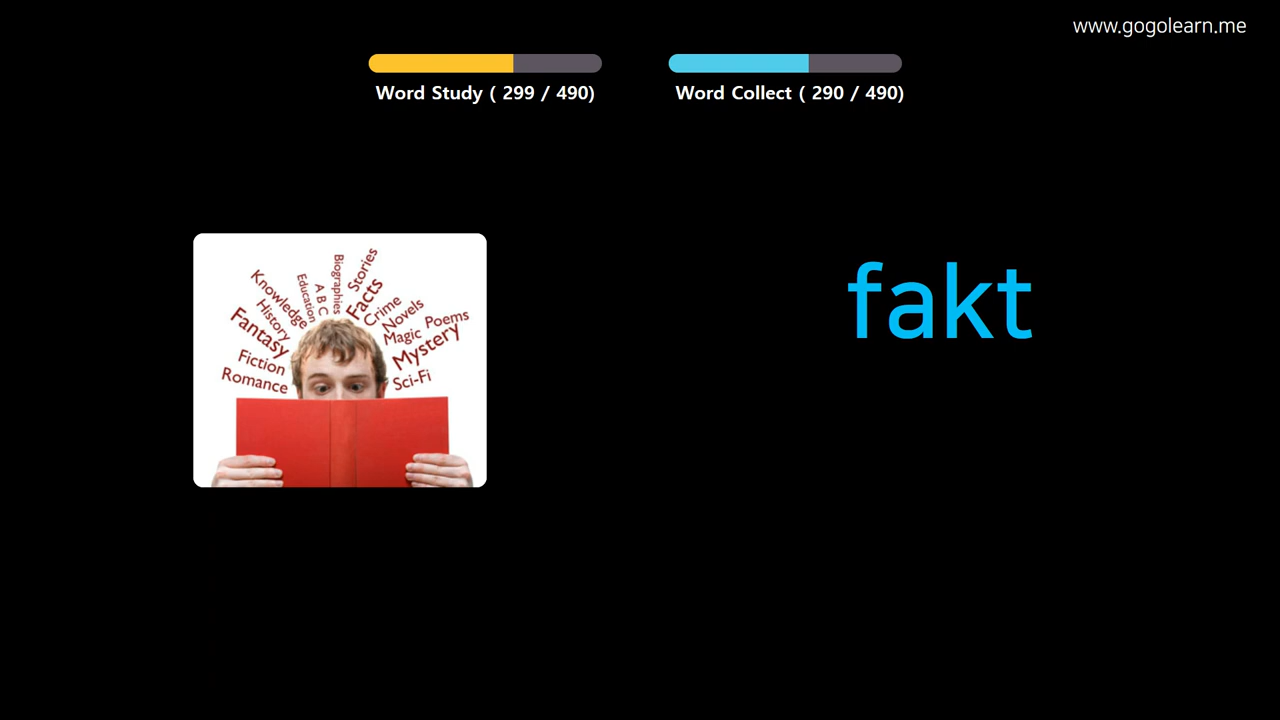 www.gogolearn.me
Word Study ( 299 / 490)
Word Collect ( 290 / 490)
fakt
Knowledge
History
Fantasy
Fiction
Romance
Education
A B C
Biographies
Stories
Facts
Crime
Novels
Magic
Poems
Mystery
Sci-Fi